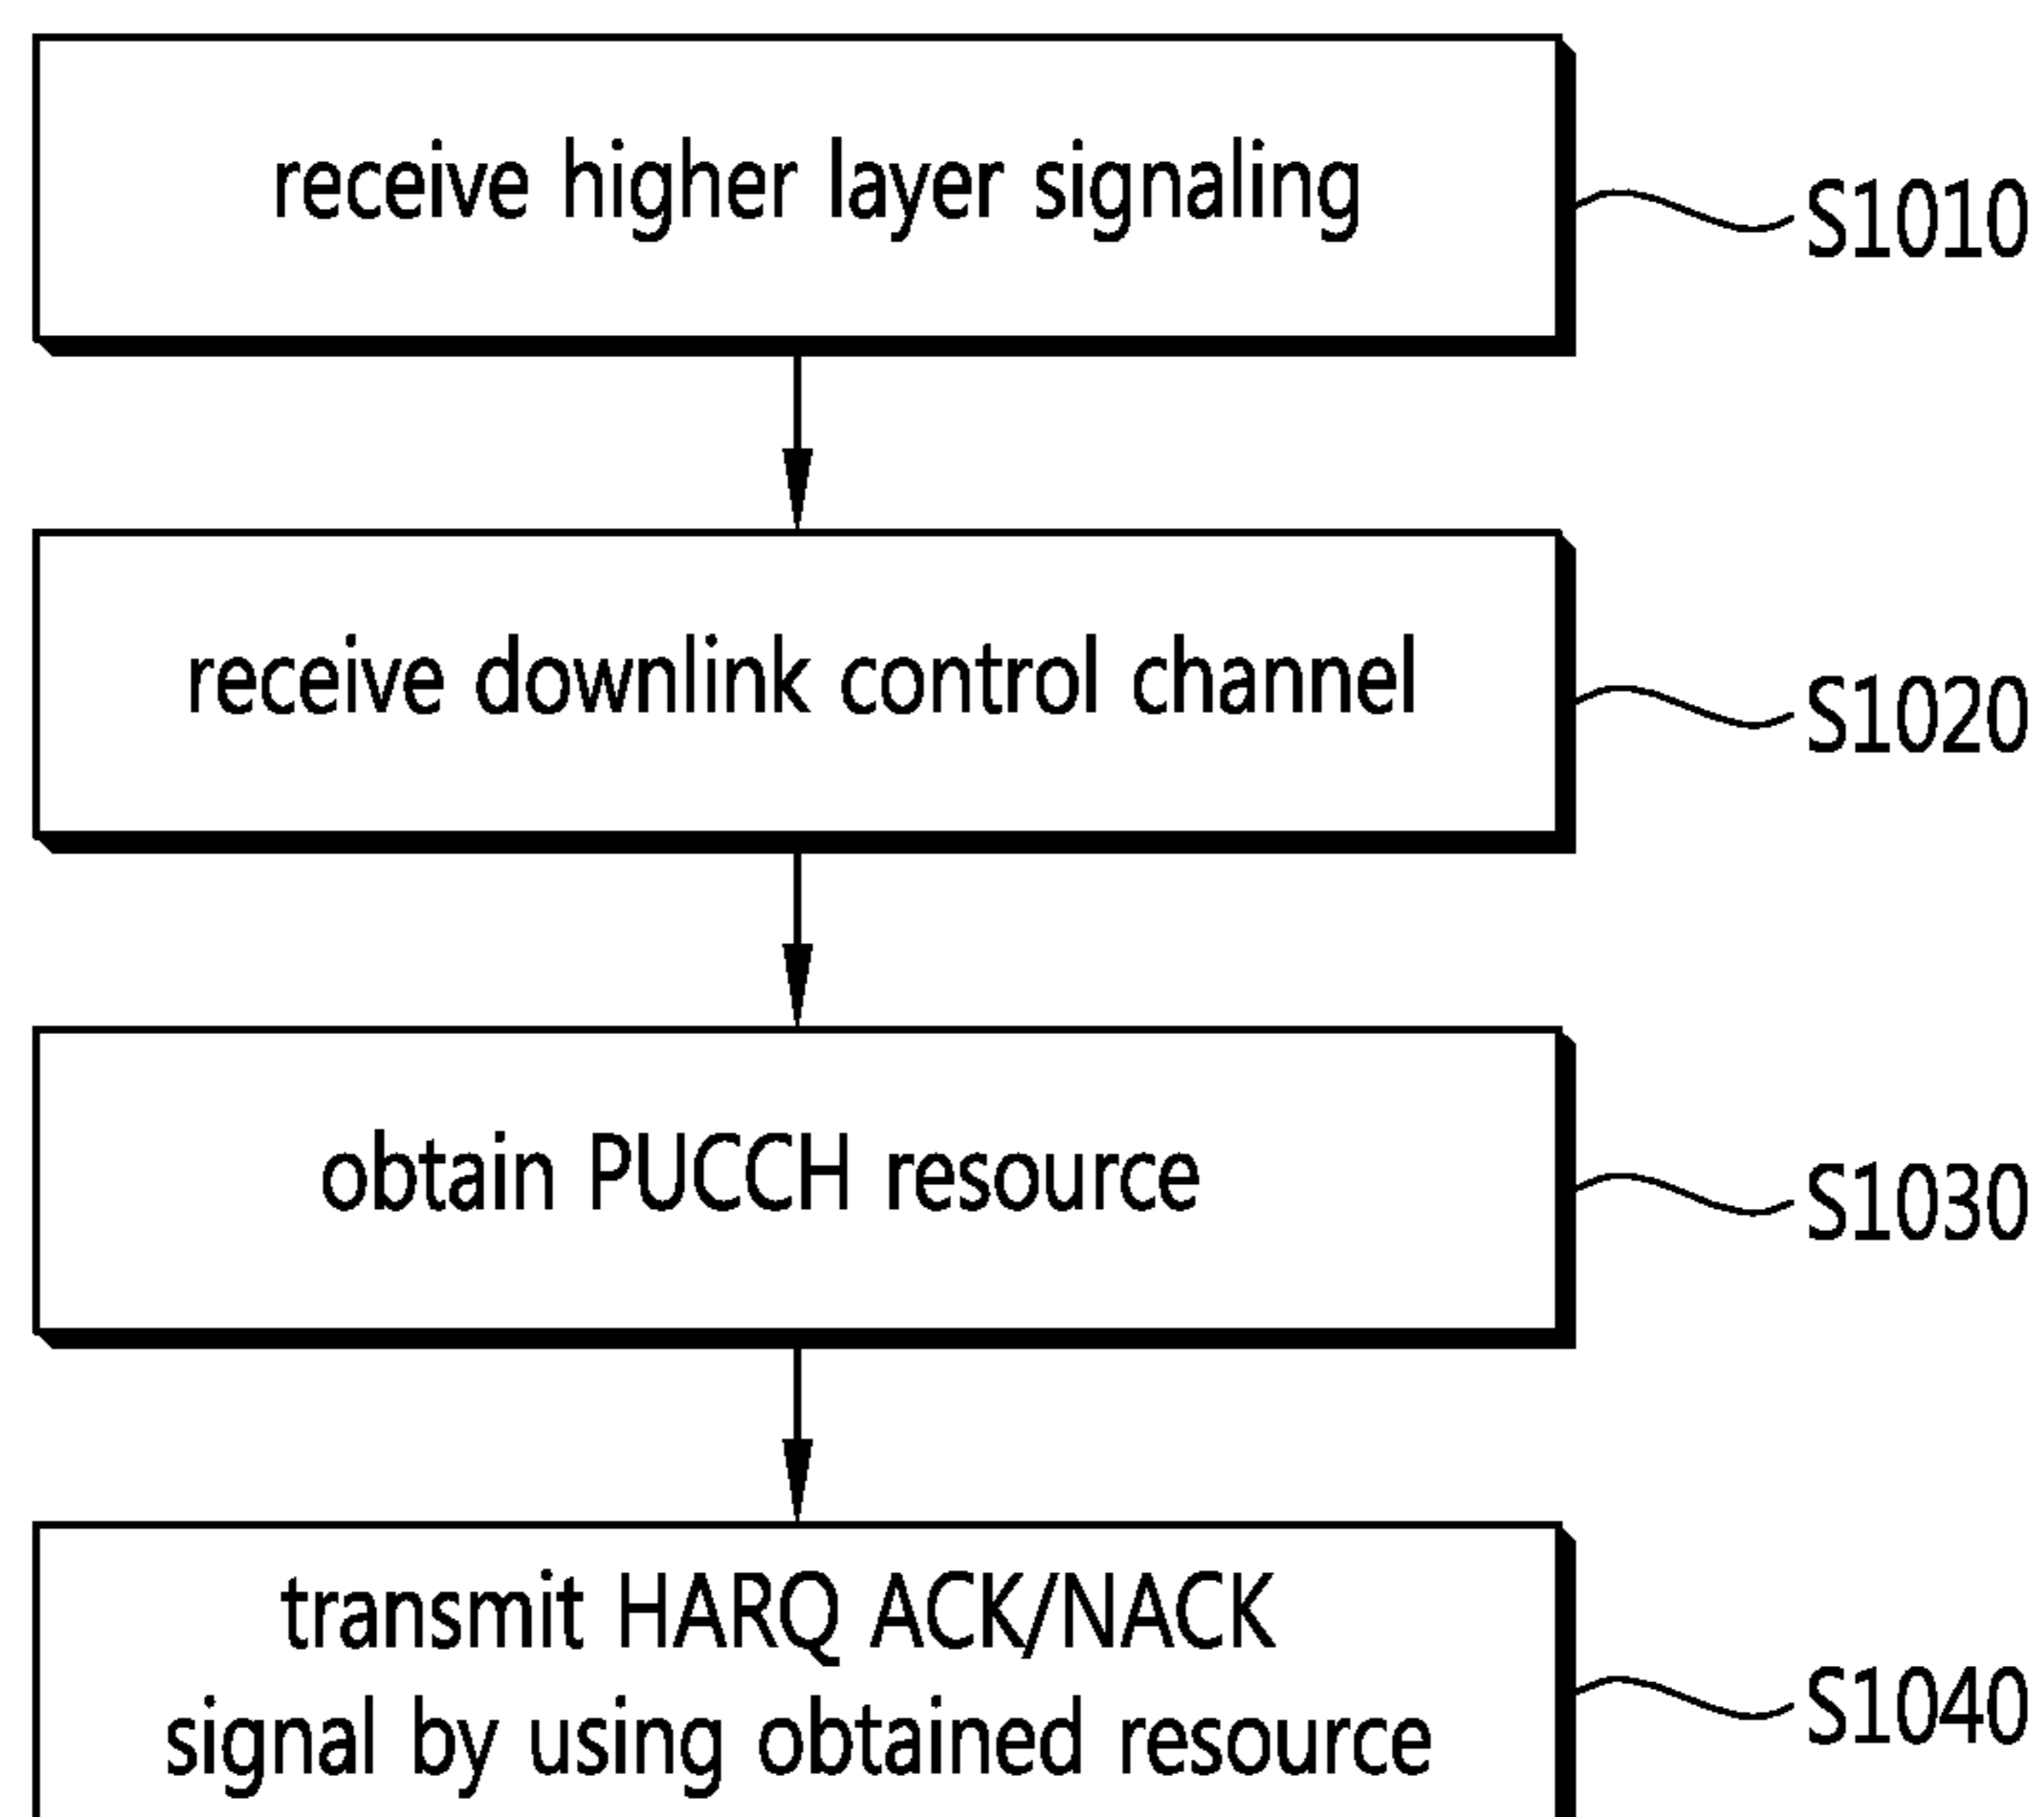 receive higher layer signaling
S1010
receive downlink control channel
S1020
obtain PUCCH resource
S1030
transmit HARQ ACK/NACK
signal by using obtained resource
S1040